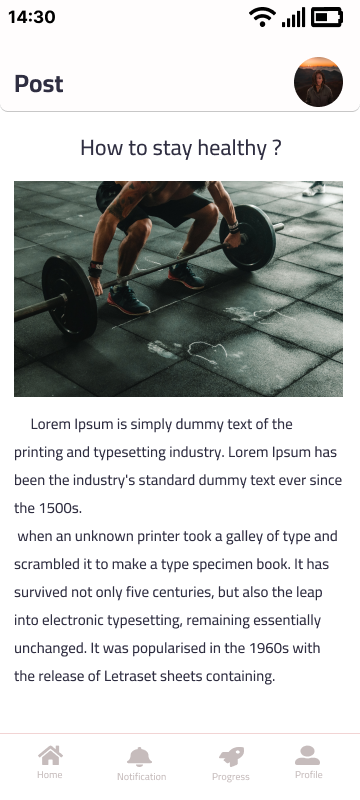 14:30
Post
How to stay healthy ?
Lorem Ipsum is simply dummy text of the
printing and typesetting industry. Lorem Ipsum has
been the industry's standard dummy text ever since
the 1500s.
when an unknown printer took a galley of type and
scrambled it to make a type specimen book. It has
survived not only five centuries, but also the leap
into electronic typesetting, remaining essentially
unchanged. It was popularised in the 1960s with
the release of Letraset sheets containing.
Home Notification Progress Profile